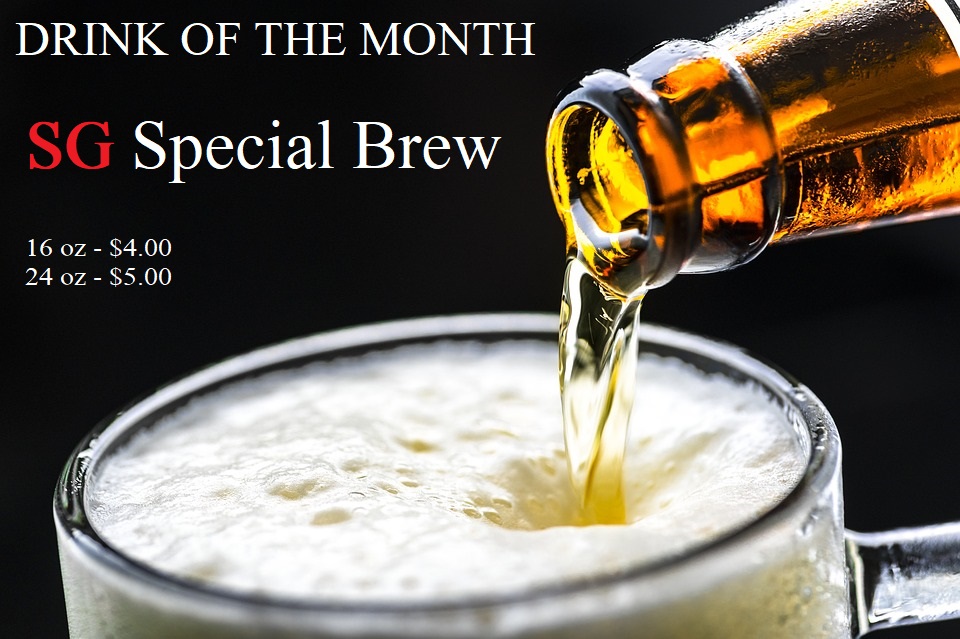 DRINK OF THE MONTH
SG Special Brew
16 oz - $4.00
24 oz - $5.00